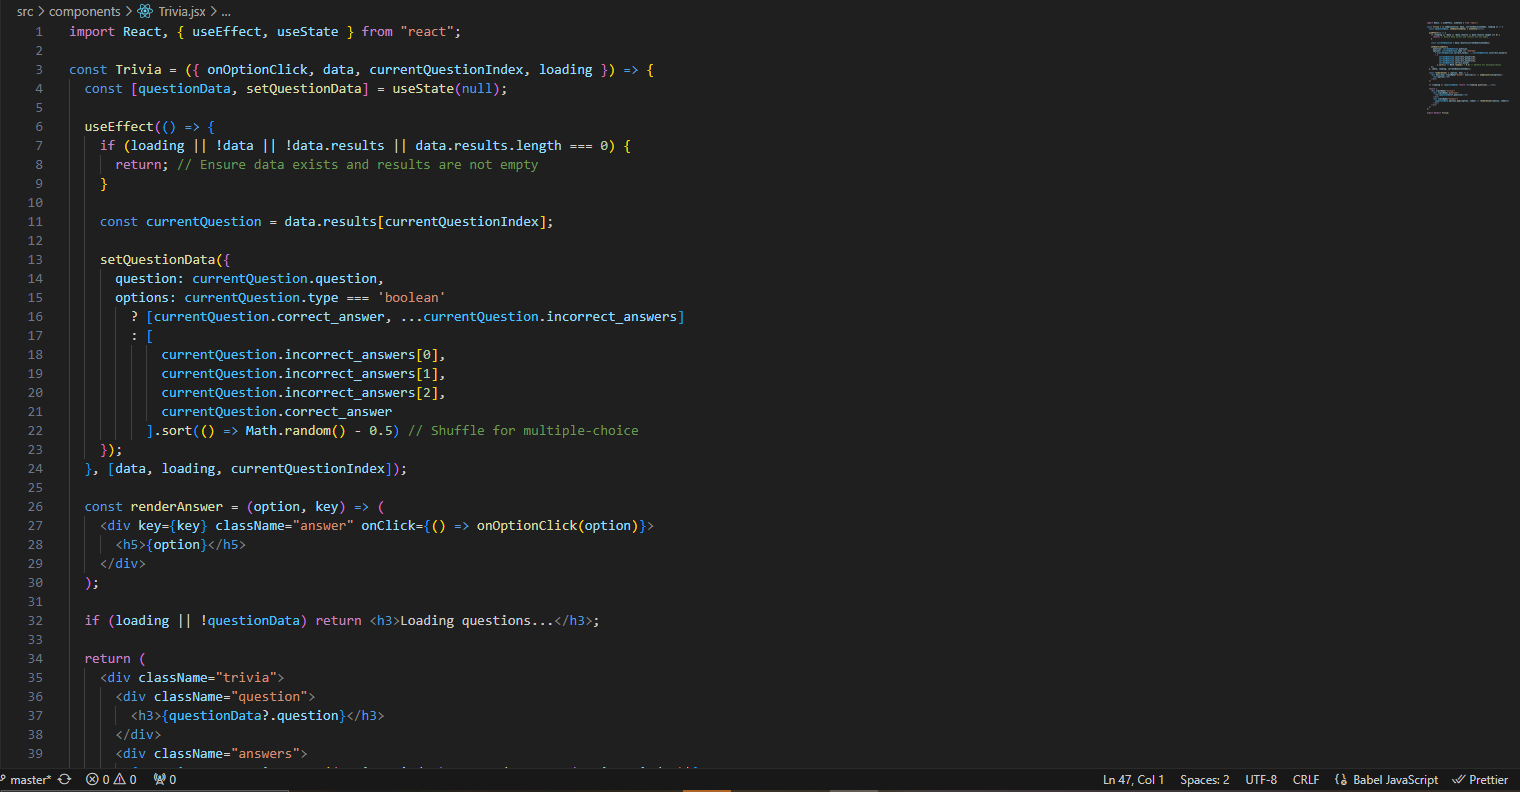 src > components > Trivia.jsx > ...
1 import React, { useEffect, useState } from "react";
2
3 const Trivia = ({ onOptionClick, data, currentQuestionIndex, loading }) => {
4   const [questionData, setQuestionData] = useState(null);
5
6   useEffect(() => {
7     if (loading || !data || !data.results || data.results.length === 0) {
8       return; // Ensure data exists and results are not empty
9     }
10
11     const currentQuestion = data.results[currentQuestionIndex];
12
13     setQuestionData({
14       question: currentQuestion.question,
15       options: currentQuestion.type === 'boolean'
16         ? [currentQuestion.correct_answer, ...currentQuestion.incorrect_answers]
17         : [
18             currentQuestion.incorrect_answers[0],
19             currentQuestion.incorrect_answers[1],
20             currentQuestion.incorrect_answers[2],
21             currentQuestion.correct_answer
22           ].sort(() => Math.random() - 0.5) // Shuffle for multiple-choice
23     });
24   }, [data, loading, currentQuestionIndex]);
25
26   const renderAnswer = (option, key) => (
27     <div key={key} className="answer" onClick={() => onOptionClick(option)}>
28       <h5>{option}</h5>
29     </div>
30   );
31
32   if (loading || !questionData) return <h3>Loading questions...</h3>;
33
34   return (
35     <div className="trivia">
36       <div className="question">
37         <h3>{questionData?.question}</h3>
38       </div>
39       <div className="answers">
master* 0 0 0 Ln 47, Col 1 Spaces: 2 UTF-8 CRLF Babel JavaScript Prettier